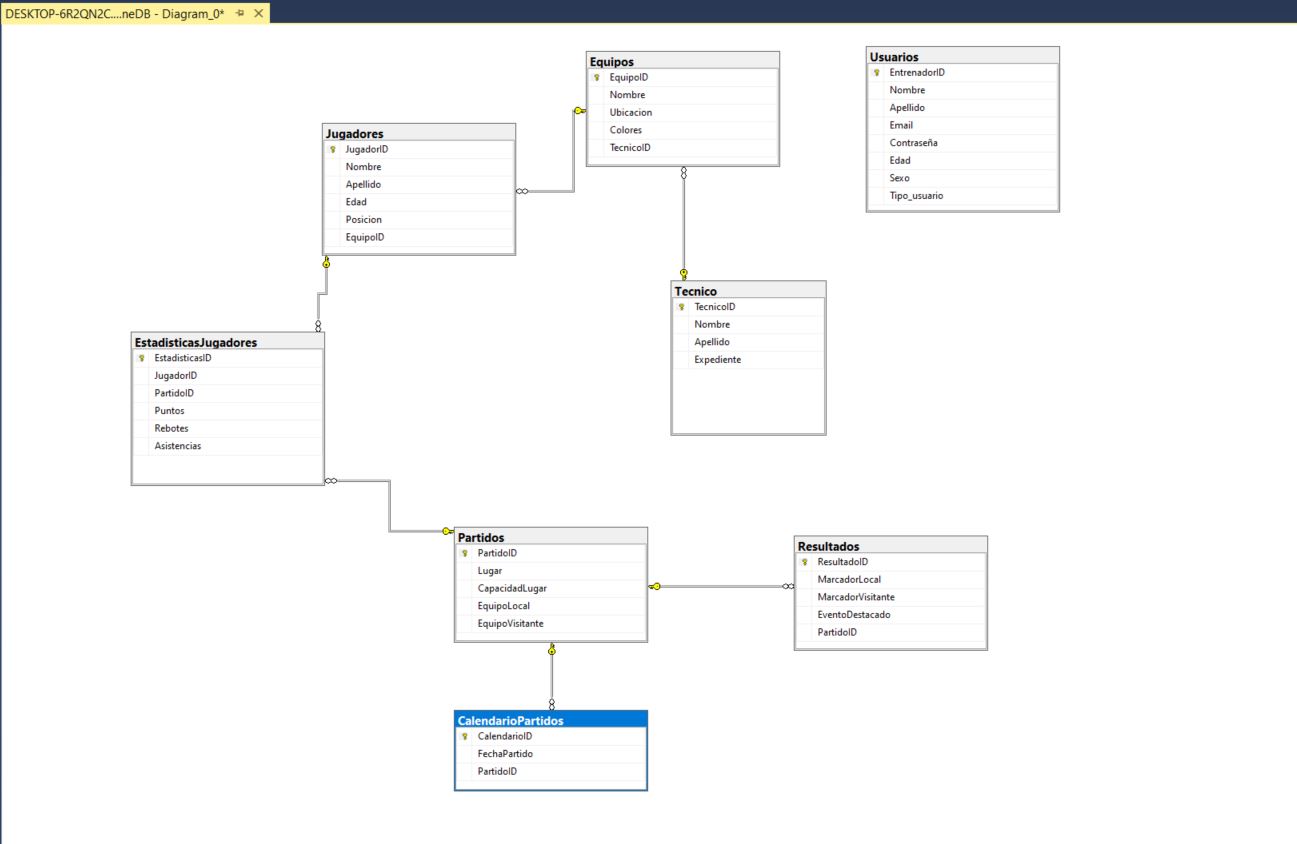 DESKTOP-6R2QN2C....neDB - Diagram_0*
Equipos
EquipoID
Nombre
Ubicacion
Colores
TecnicoID
Usuarios
EntrenadorID
Nombre
Apellido
Email
Contraseña
Edad
Sexo
Tipo_usuario
Jugadores
JugadorID
Nombre
Apellido
Edad
Posicion
EquipoID
Tecnico
TecnicoID
Nombre
Apellido
Expediente
EstadisticasJugadores
EstadisticasID
JugadorID
PartidoID
Puntos
Rebotes
Asistencias
Partidos
PartidoID
Lugar
CapacidadLugar
EquipoLocal
EquipoVisitante
Resultados
ResultadoID
MarcadorLocal
MarcadorVisitante
EventoDestacado
PartidoID
CalendarioPartidos
CalendarioID
FechaPartido
PartidoID